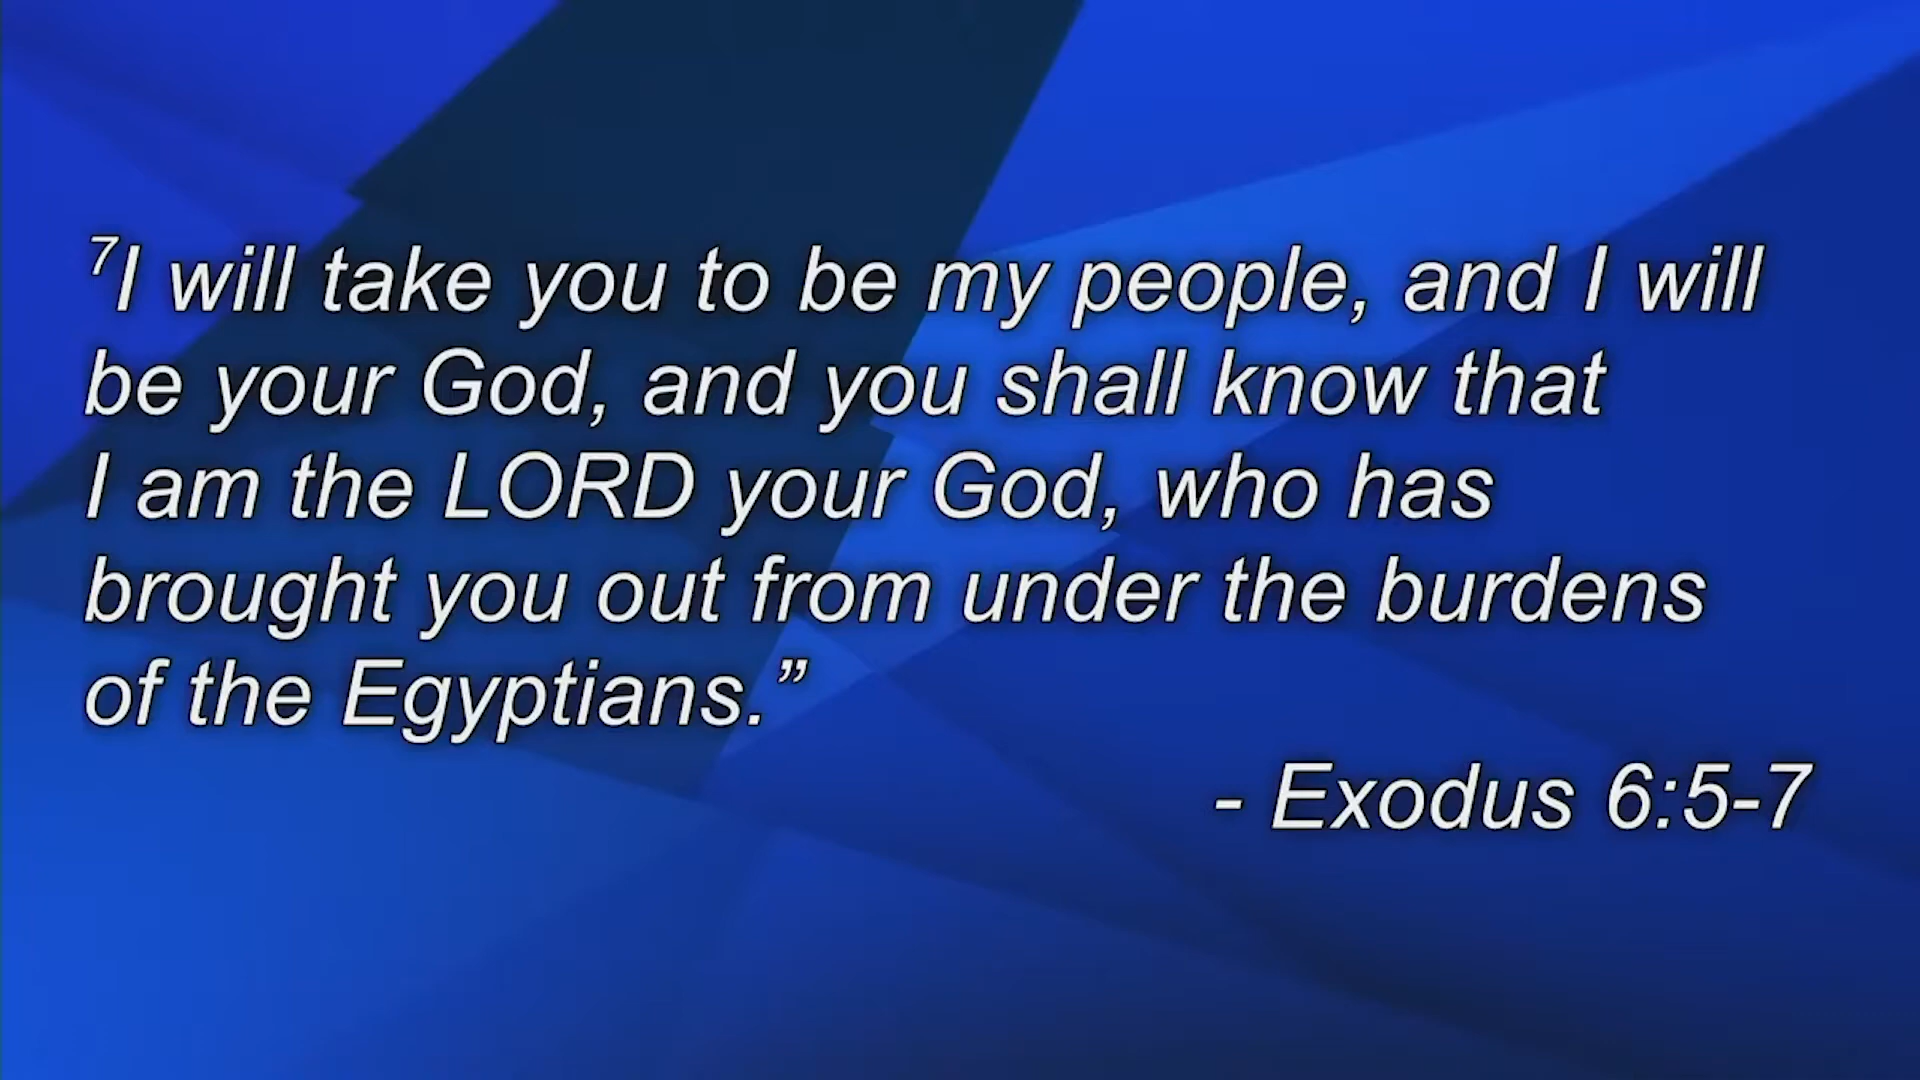 ⁷I will take you to be my people, and I will
be your God, and you shall know that
I am the LORD your God, who has
brought you out from under the burdens
of the Egyptians.”
- Exodus 6:5-7